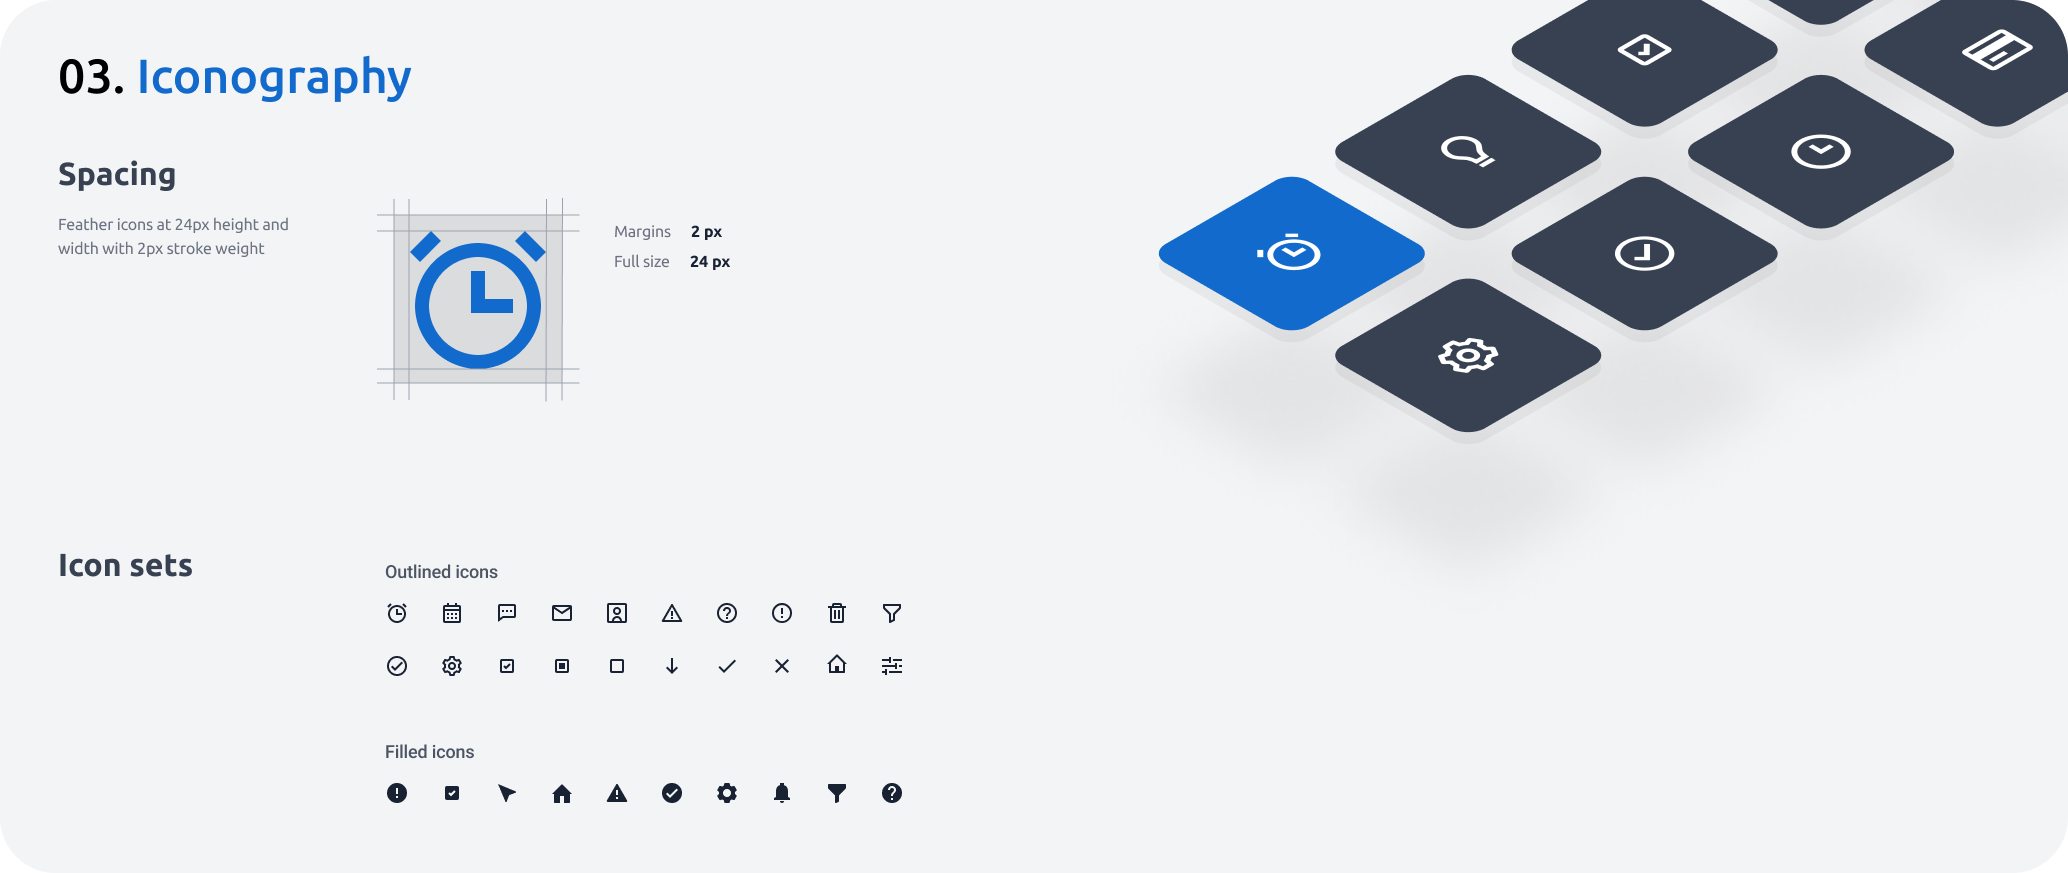 03. Iconography
Spacing
Feather icons at 24px height and
width with 2px stroke weight
Margins 2 px
Full size 24 px
Icon sets
Outlined icons
Filled icons